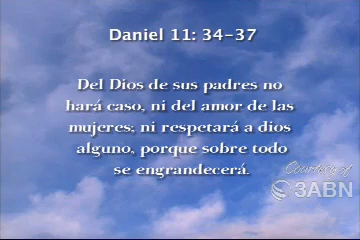 Daniel 11: 34-37
Del Dios de sus padres no
hará caso, ni del amor de las
mujeres; ni respetará a dios
alguno, porque sobre todo
se engrandecerá.
Courtesy of
3ABN